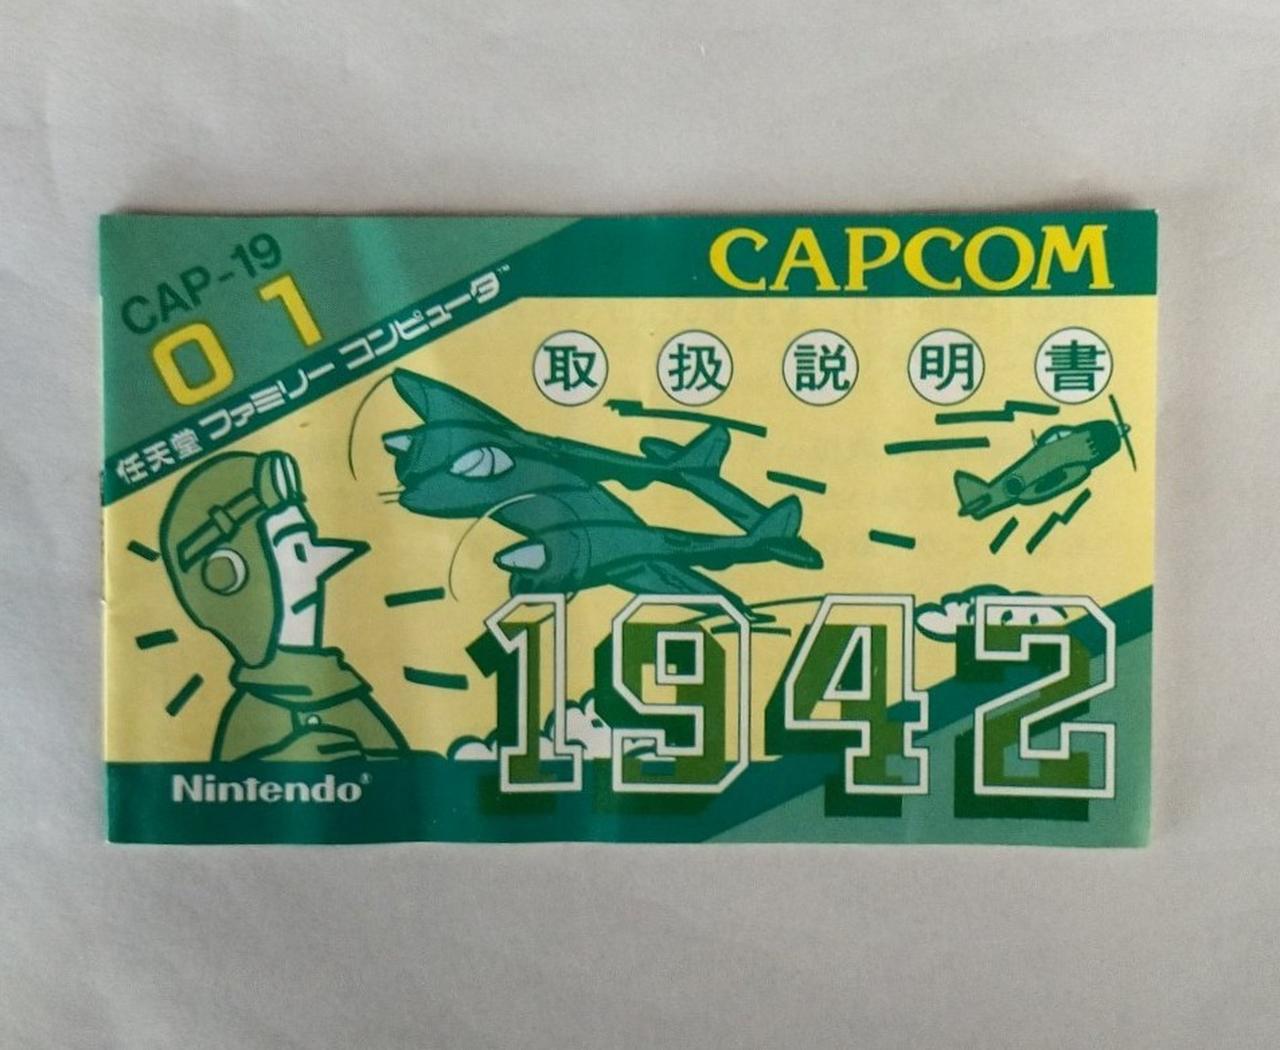 CAP-19
01
任天堂 ファミリー コンピュータ™
CAPCOM
取扱説明書
1942
Nintendo®